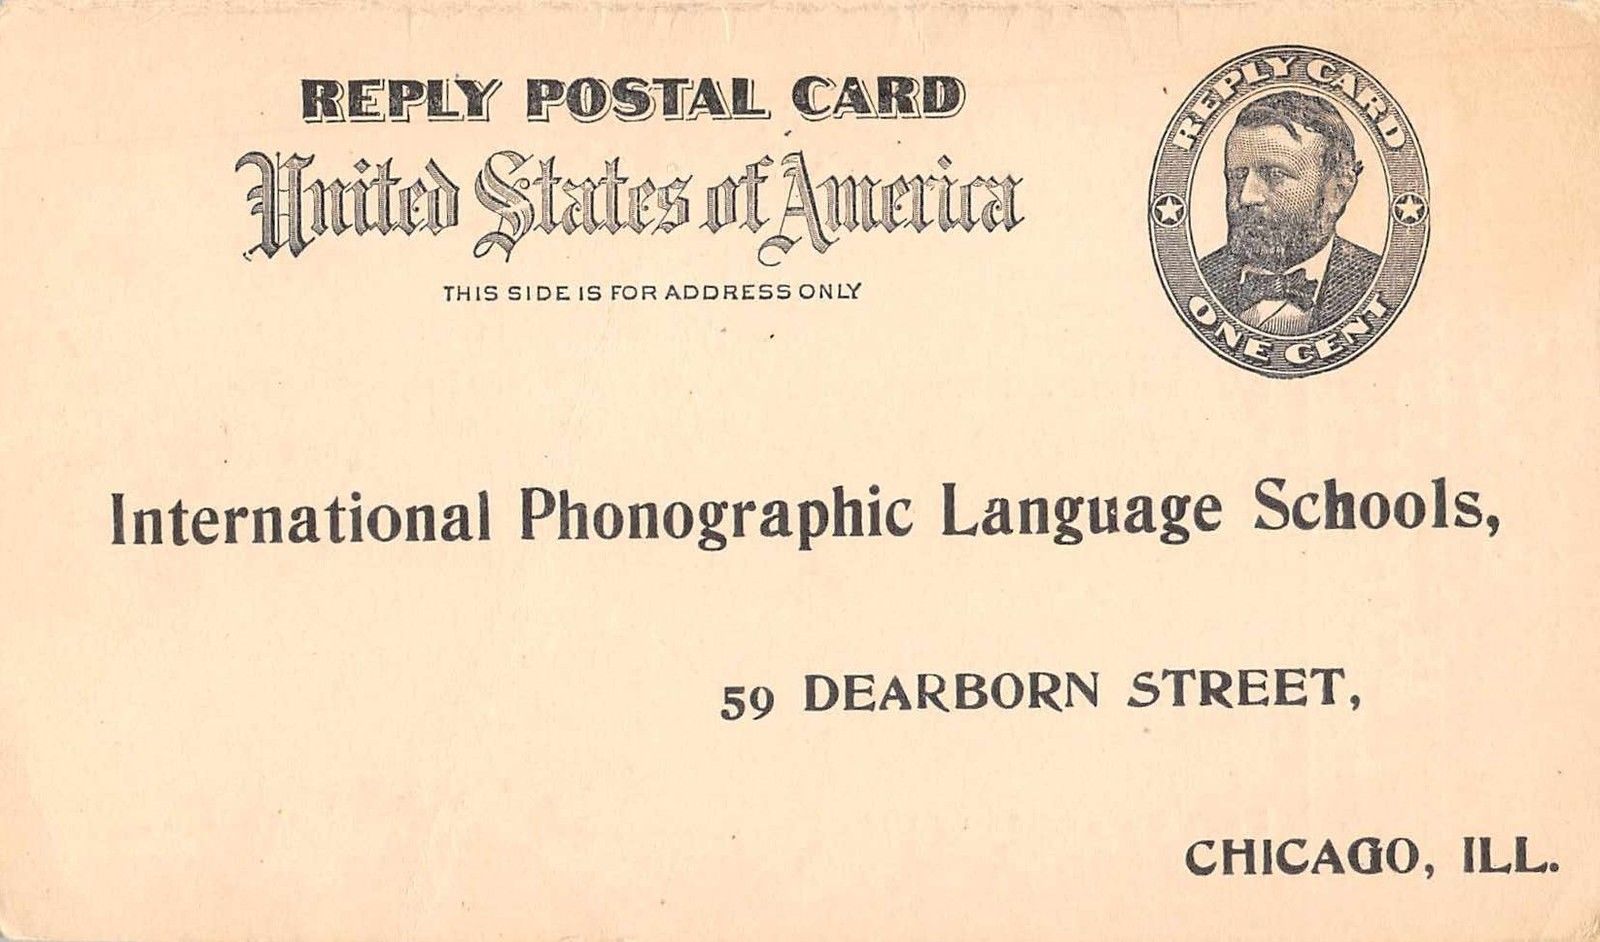 REPLY POSTAL CARD
United States of America
THIS SIDE IS FOR ADDRESS ONLY
REPLY CARD
ONE CENT
International Phonographic Language Schools,
59 DEARBORN STREET,
CHICAGO, ILL.